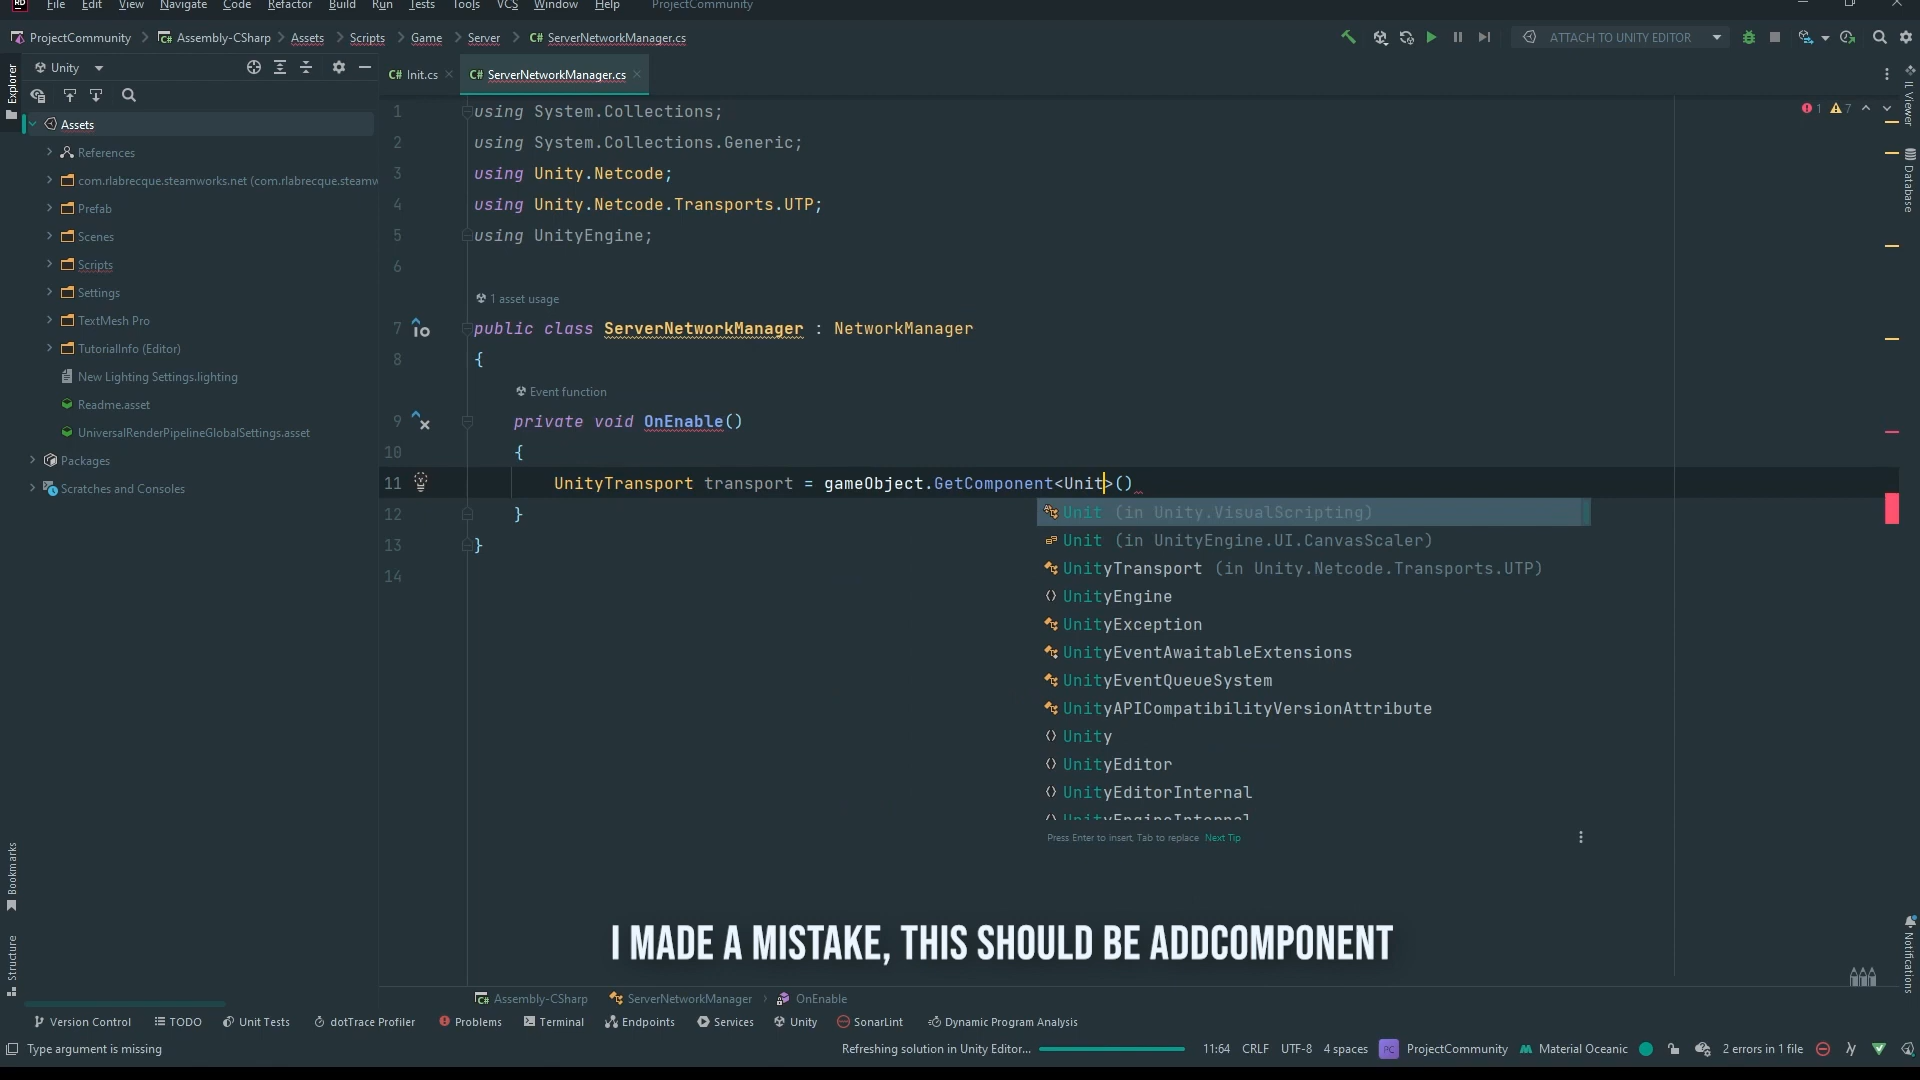 RD File Edit View Navigate Code Refactor Build Run Tests Tools VCS Window Help ProjectCommunity
ProjectCommunity Assembly-CSharp Assets Scripts Game Server C# ServerNetworkManager.cs ATTACH TO UNITY EDITOR
Explorer
Unity
C# Init.cs C# ServerNetworkManager.cs
IL Viewer
Database
Assets
References
com.rlabrecque.steamworks.net (com.rlabrecque.steamw
Prefab
Scenes
Scripts
Settings
TextMesh Pro
TutorialInfo (Editor)
New Lighting Settings.lighting
Readme.asset
UniversalRenderPipelineGlobalSettings.asset
Packages
Scratches and Consoles
1 7
1 using System.Collections;
2 using System.Collections.Generic;
3 using Unity.Netcode;
4 using Unity.Netcode.Transports.UTP;
5 using UnityEngine;
6
1 asset usage
7 public class ServerNetworkManager : NetworkManager
8 {
Event function
9 private void OnEnable()
10 {
11 UnityTransport transport = gameObject.GetComponent<Unit>()
12 }
13 }
14
Unit (in Unity.VisualScripting)
Unit (in UnityEngine.UI.CanvasScaler)
UnityTransport (in Unity.Netcode.Transports.UTP)
UnityEngine
UnityException
UnityEventAwaitableExtensions
UnityEventQueueSystem
UnityAPICompatibilityVersionAttribute
Unity
UnityEditor
UnityEditorInternal
UnityEngineInternal
Press Enter to insert, Tab to replace Next Tip
I MADE A MISTAKE, THIS SHOULD BE ADDCOMPONENT
Bookmarks
Structure
Notifications
Assembly-CSharp ServerNetworkManager OnEnable
Version Control TODO Unit Tests dotTrace Profiler Problems Terminal Endpoints Services Unity SonarLint Dynamic Program Analysis
Type argument is missing Refreshing solution in Unity Editor... 11:64 CRLF UTF-8 4 spaces PC ProjectCommunity Material Oceanic 2 errors in 1 file